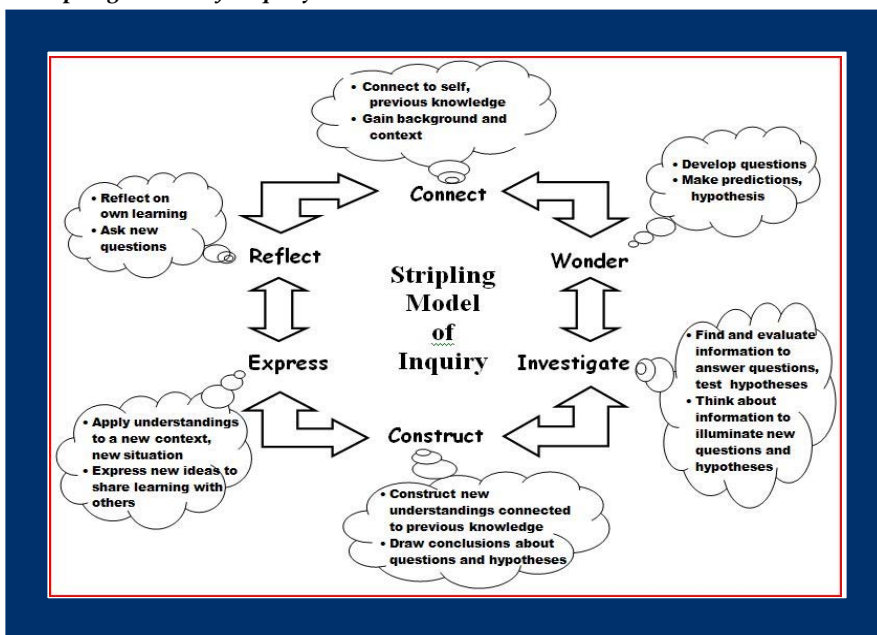 • Connect to self,
previous knowledge
• Gain background and
context
Connect
• Develop questions
• Make predictions,
hypothesis
Wonder
• Find and evaluate
information to
answer questions,
test hypotheses
• Think about
information to
illuminate new
questions and
hypotheses
Investigate
Construct
• Construct new
understandings connected
to previous knowledge
• Draw conclusions about
questions and hypotheses
Express
• Apply understandings
to a new context,
new situation
• Express new ideas to
share learning with
others
Reflect
• Reflect on
own learning
• Ask new
questions
Stripling
Model
of
Inquiry